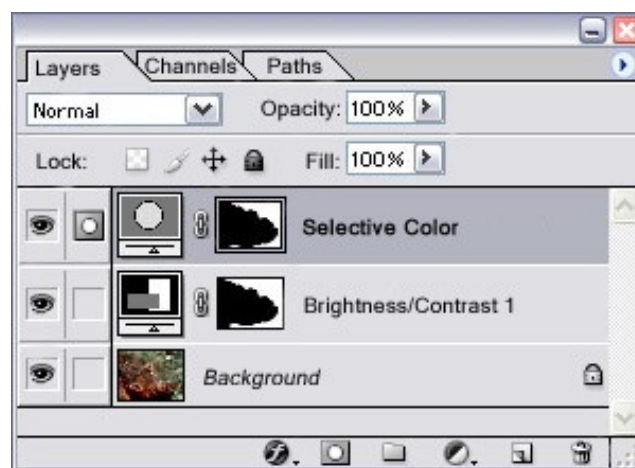 Layers Channels Paths
Normal Opacity: 100%
Lock: Fill: 100%
Selective Color
Brightness/Contrast 1
Background